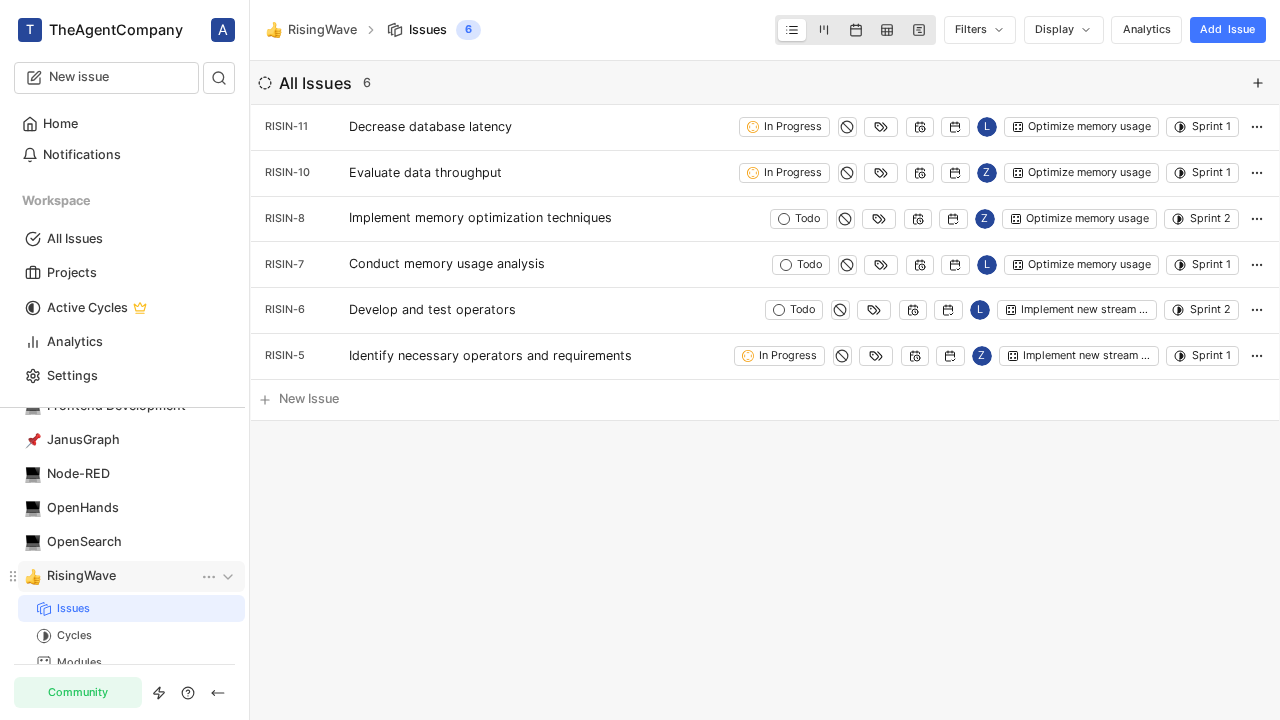 T TheAgentCompany A
New issue
Home
Notifications
Workspace
All Issues
Projects
Active Cycles
Analytics
Settings
Frontend Development
JanusGraph
Node-RED
OpenHands
OpenSearch
RisingWave
Issues
Cycles
Modules
Community
RisingWave Issues 6
Filters Display Analytics Add Issue
All Issues 6
RISIN-11 Decrease database latency In Progress L Optimize memory usage Sprint 1
RISIN-10 Evaluate data throughput In Progress Z Optimize memory usage Sprint 1
RISIN-8 Implement memory optimization techniques Todo Z Optimize memory usage Sprint 2
RISIN-7 Conduct memory usage analysis Todo L Optimize memory usage Sprint 1
RISIN-6 Develop and test operators Todo L Implement new stream ... Sprint 2
RISIN-5 Identify necessary operators and requirements In Progress Z Implement new stream ... Sprint 1
New Issue